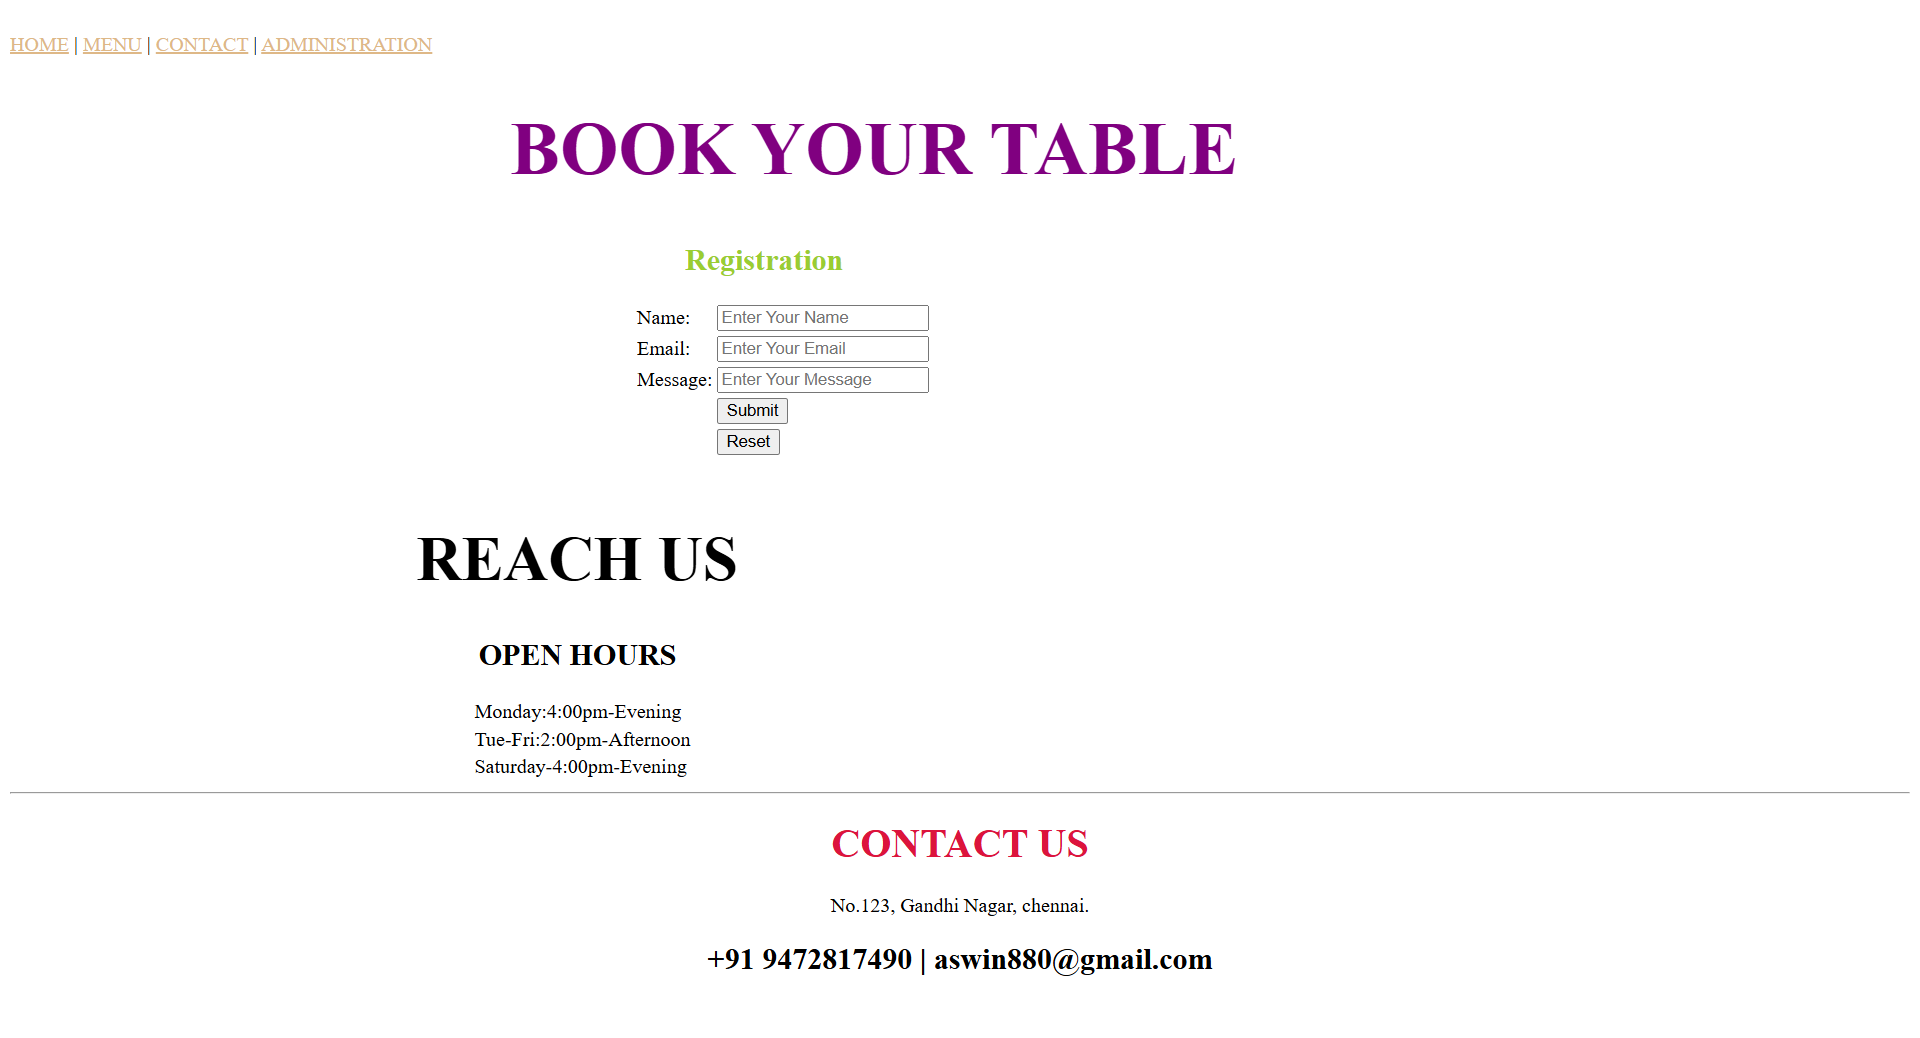 HOME | MENU | CONTACT | ADMINISTRATION
BOOK YOUR TABLE
Registration
Name: Enter Your Name
Email: Enter Your Email
Message: Enter Your Message
Submit
Reset
REACH US
OPEN HOURS
Monday:4:00pm-Evening
Tue-Fri:2:00pm-Afternoon
Saturday-4:00pm-Evening
CONTACT US
No.123, Gandhi Nagar, chennai.
+91 9472817490 | aswin880@gmail.com